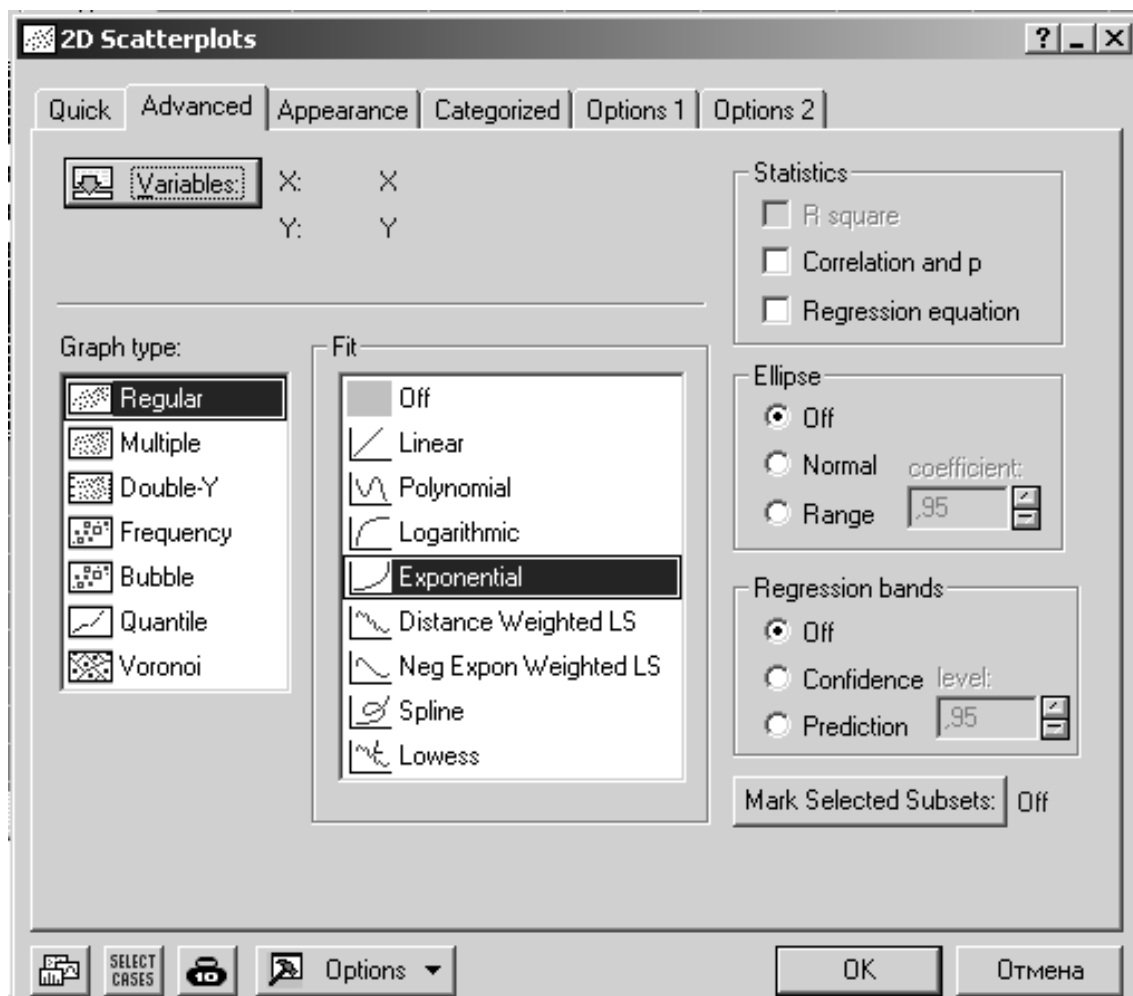 2D Scatterplots
Quick Advanced Appearance Categorized Options 1 Options 2
Variables: X: X
Y: Y
Statistics
R square
Correlation and p
Regression equation
Graph type:
Regular
Multiple
Double-Y
Frequency
Bubble
Quantile
Voronoi
Fit
Off
Linear
Polynomial
Logarithmic
Exponential
Distance Weighted LS
Neg Expon Weighted LS
Spline
Lowess
Ellipse
Off
Normal coefficient:
Range ,95
Regression bands
Off
Confidence level:
Prediction ,95
Mark Selected Subsets: Off
SELECT
CASES
10
Options OK Отмена